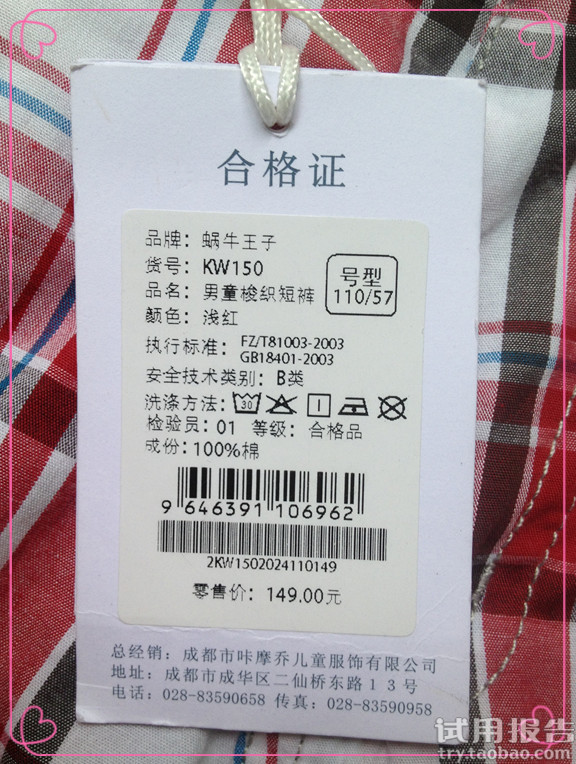 合格证
品牌：蜗牛王子
货号：KW150
品名：男童梭织短裤
号型
110/57
颜色：浅红
执行标准：FZ/T81003-2003
GB18401-2003
安全技术类别：B类
洗涤方法：30
检验员：01 等级：合格品
成份：100%棉
9 646391 106962
2KW1502024110149
零售价：149.00元
总经销：成都市咔摩乔儿童服饰有限公司
地址：成都市成华区二仙桥东路13号
电话：028-83590658 传真：028-83590958
试用报告
try.taobao.com